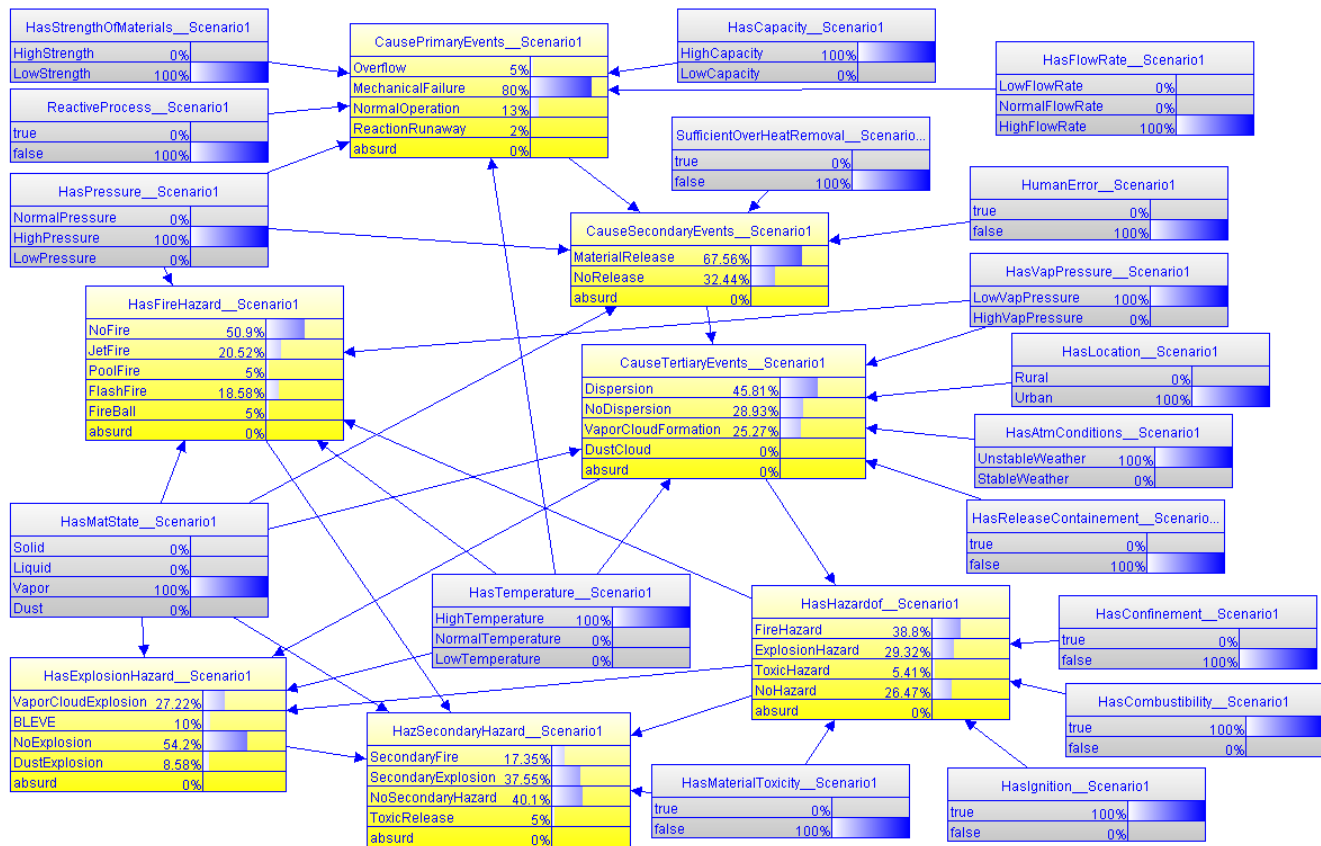 HasStrengthOfMaterials__Scenario1
HighStrength 0%
LowStrength 100%
CausePrimaryEvents__Scenario1
Overflow 5%
MechanicalFailure 80%
NormalOperation 13%
ReactionRunaway 2%
absurd 0%
HasCapacity__Scenario1
HighCapacity 100%
LowCapacity 0%
HasFlowRate__Scenario1
LowFlowRate 0%
NormalFlowRate 0%
HighFlowRate 100%
ReactiveProcess__Scenario1
true 0%
false 100%
SufficientOverHeatRemoval__Scenario...
true 0%
false 100%
HasPressure__Scenario1
NormalPressure 0%
HighPressure 100%
LowPressure 0%
HumanError__Scenario1
true 0%
false 100%
CauseSecondaryEvents__Scenario1
MaterialRelease 67.56%
NoRelease 32.44%
absurd 0%
HasVapPressure__Scenario1
LowVapPressure 100%
HighVapPressure 0%
HasFireHazard__Scenario1
NoFire 50.9%
JetFire 20.52%
PoolFire 5%
FlashFire 18.58%
FireBall 5%
absurd 0%
CauseTertiaryEvents__Scenario1
Dispersion 45.81%
NoDispersion 28.93%
VaporCloudFormation 25.27%
DustCloud 0%
absurd 0%
HasLocation__Scenario1
Rural 0%
Urban 100%
HasAtmConditions__Scenario1
UnstableWeather 100%
StableWeather 0%
HasMatState__Scenario1
Solid 0%
Liquid 0%
Vapor 100%
Dust 0%
HasReleaseContainement__Scenario...
true 0%
false 100%
HasTemperature__Scenario1
HighTemperature 100%
NormalTemperature 0%
LowTemperature 0%
HasHazardof__Scenario1
FireHazard 38.8%
ExplosionHazard 29.32%
ToxicHazard 5.41%
NoHazard 26.47%
absurd 0%
HasConfinement__Scenario1
true 0%
false 100%
HasExplosionHazard__Scenario1
VaporCloudExplosion 27.22%
BLEVE 10%
NoExplosion 54.2%
DustExplosion 8.58%
absurd 0%
HasCombustibility__Scenario1
true 100%
false 0%
HazSecondaryHazard__Scenario1
SecondaryFire 17.35%
SecondaryExplosion 37.55%
NoSecondaryHazard 40.1%
ToxicRelease 5%
absurd 0%
HasMaterialToxicity__Scenario1
true 0%
false 100%
HasIgnition__Scenario1
true 100%
false 0%